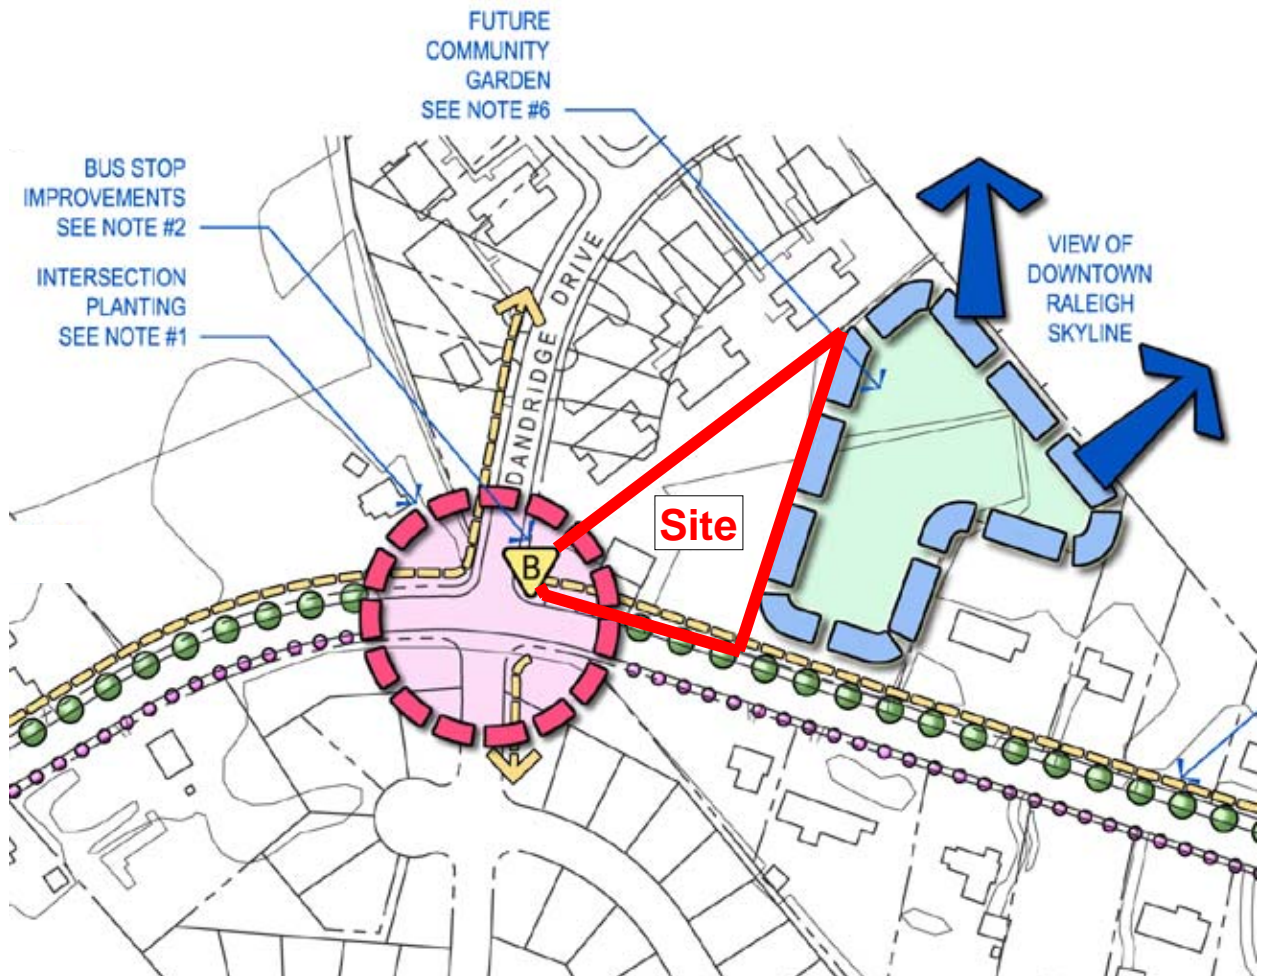 FUTURE
COMMUNITY
GARDEN
SEE NOTE #6
BUS STOP
IMPROVEMENTS
SEE NOTE #2
INTERSECTION
PLANTING
SEE NOTE #1
VIEW OF
DOWNTOWN
RALEIGH
SKYLINE
DANDRIDGE DRIVE
Site
B